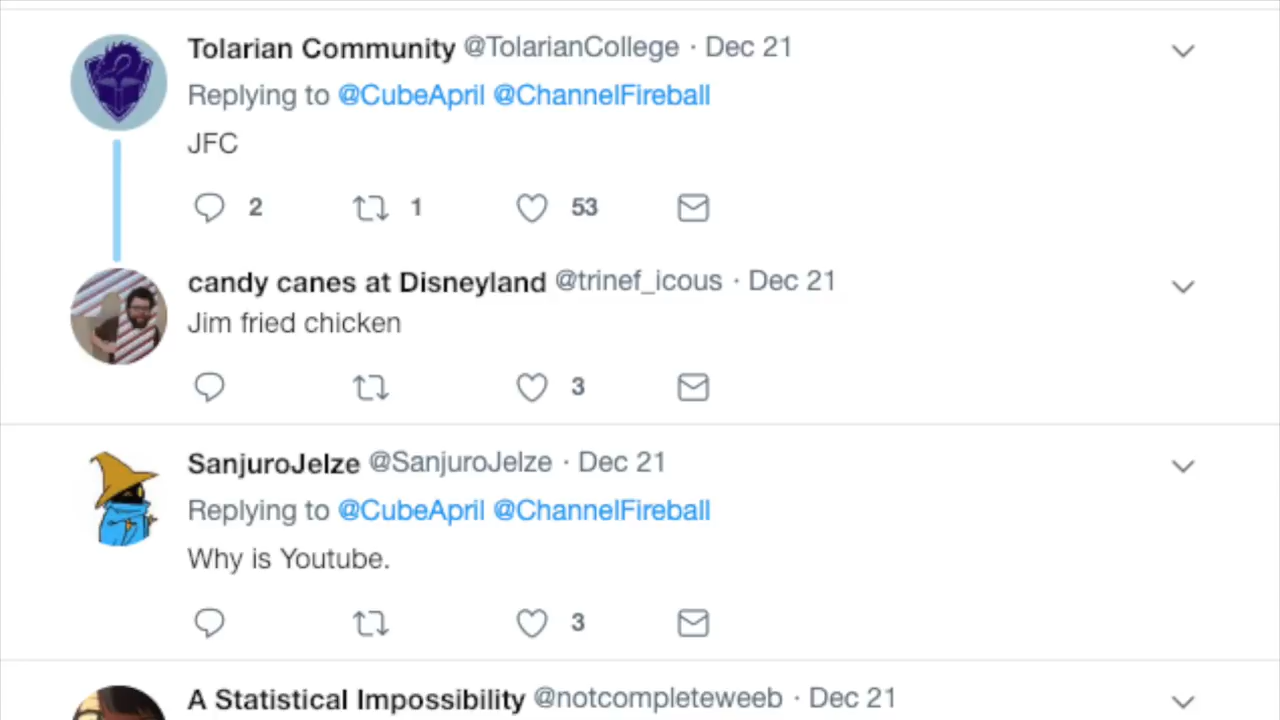 Tolarian Community @TolarianCollege · Dec 21
Replying to @CubeApril @ChannelFireball
JFC
2 1 53
candy canes at Disneyland @trinef_icous · Dec 21
Jim fried chicken
3
SanjuroJelze @SanjuroJelze · Dec 21
Replying to @CubeApril @ChannelFireball
Why is Youtube.
3
A Statistical Impossibility @notcompleteweeb · Dec 21